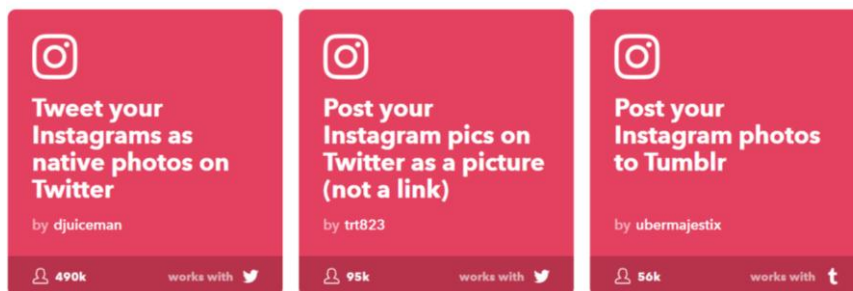 Tweet your
Instagrams as
native photos on
Twitter
by djuiceman
490k works with
Post your
Instagram pics on
Twitter as a picture
(not a link)
by trt823
95k works with
Post your
Instagram photos
to Tumblr
by ubermajestix
56k works with t